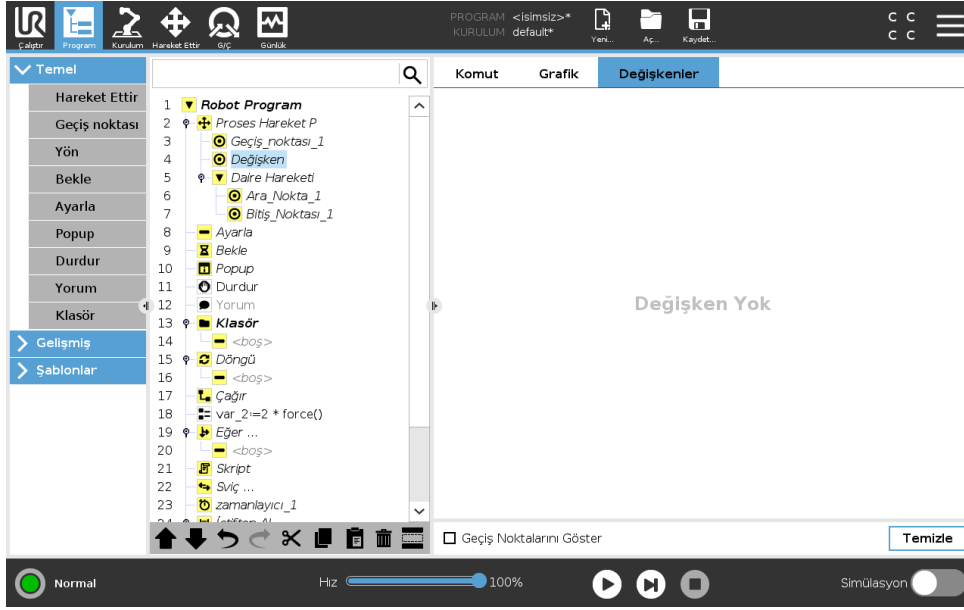 PROGRAM <isimsiz>*
KURULUM default*
C C
C C
Çalıştır Program Kurulum Hareket Ettir G/Ç Günlük Yeni... Aç... Kaydet...
Temel
Hareket Ettir
Geçiş noktası
Yön
Bekle
Ayarla
Popup
Durdur
Yorum
Klasör
Gelişmiş
Şablonlar
1 Robot Program
2 Proses Hareket P
3 Geçiş_noktası_1
4 Değişken
5 Daire Hareketi
6 Ara_Nokta_1
7 Bitiş_Noktası_1
8 Ayarla
9 Bekle
10 Popup
11 Durdur
12 Yorum
13 Klasör
14 <boş>
15 Döngü
16 <boş>
17 Çağır
18 var_2:=2 * force()
19 Eğer ...
20 <boş>
21 Skript
22 Sviç ...
23 zamanlayıcı_1
Komut Grafik Değişkenler
Değişken Yok
Geçiş Noktalarını Göster Temizle
Normal Hız 100% Simülasyon